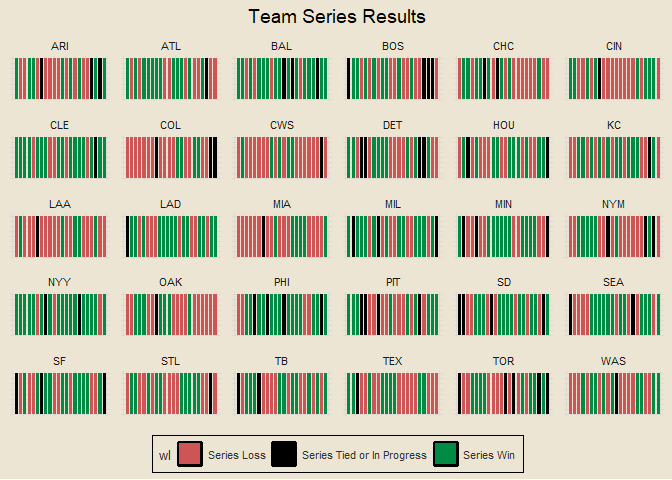 Team Series Results
ARI ATL BAL BOS CHC CIN
CLE COL CWS DET HOU KC
LAA LAD MIA MIL MIN NYM
NYY OAK PHI PIT SD SEA
SF STL TB TEX TOR WAS
wl Series Loss Series Tied or In Progress Series Win